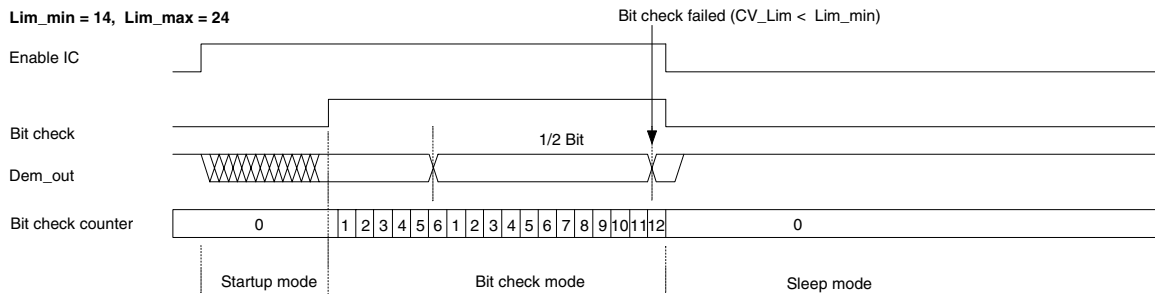 Lim_min = 14, Lim_max = 24
Bit check failed (CV_Lim < Lim_min)
Enable IC
Bit check
1/2 Bit
Dem_out
Bit check counter 0 1 2 3 4 5 6 1 2 3 4 5 6 7 8 9 10 11 12 0
Startup mode Bit check mode Sleep mode